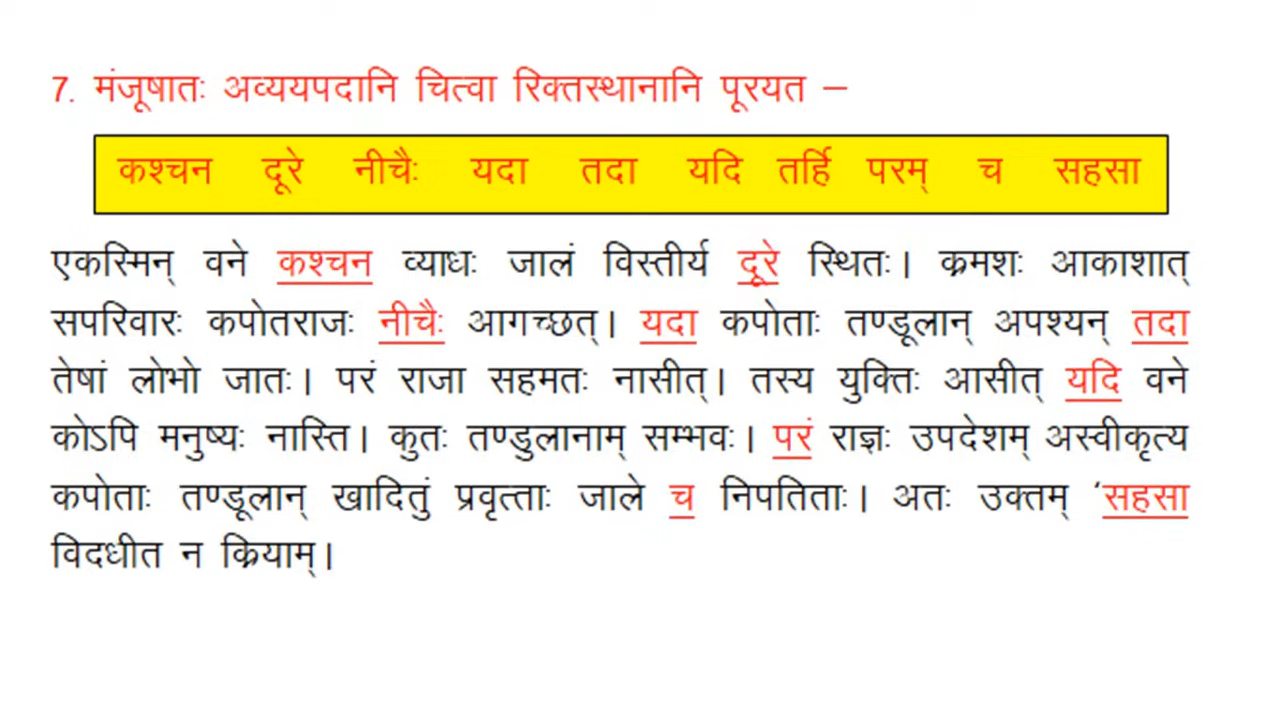 7. मंजूषातः अव्ययपदानि चित्वा रिक्तस्थानानि पूरयत –
कश्चन दूरे नीचैः यदा तदा यदि तर्हि परम् च सहसा
एकस्मिन् वने कश्चन व्याधः जालं विस्तीर्य दूरे स्थितः। क्रमशः आकाशात्
सपरिवारः कपोतराजः नीचैः आगच्छत्। यदा कपोताः तण्डूलान् अपश्यन् तदा
तेषां लोभो जातः। परं राजा सहमतः नासीत्। तस्य युक्तिः आसीत् यदि वने
कोऽपि मनुष्यः नास्ति। कुतः तण्डुलानाम् सम्भवः। परं राज्ञः उपदेशम् अस्वीकृत्य
कपोताः तण्डूलान् खादितुं प्रवृत्ताः जाले च निपतिताः। अतः उक्तम् ‘सहसा
विदधीत न क्रियाम्।